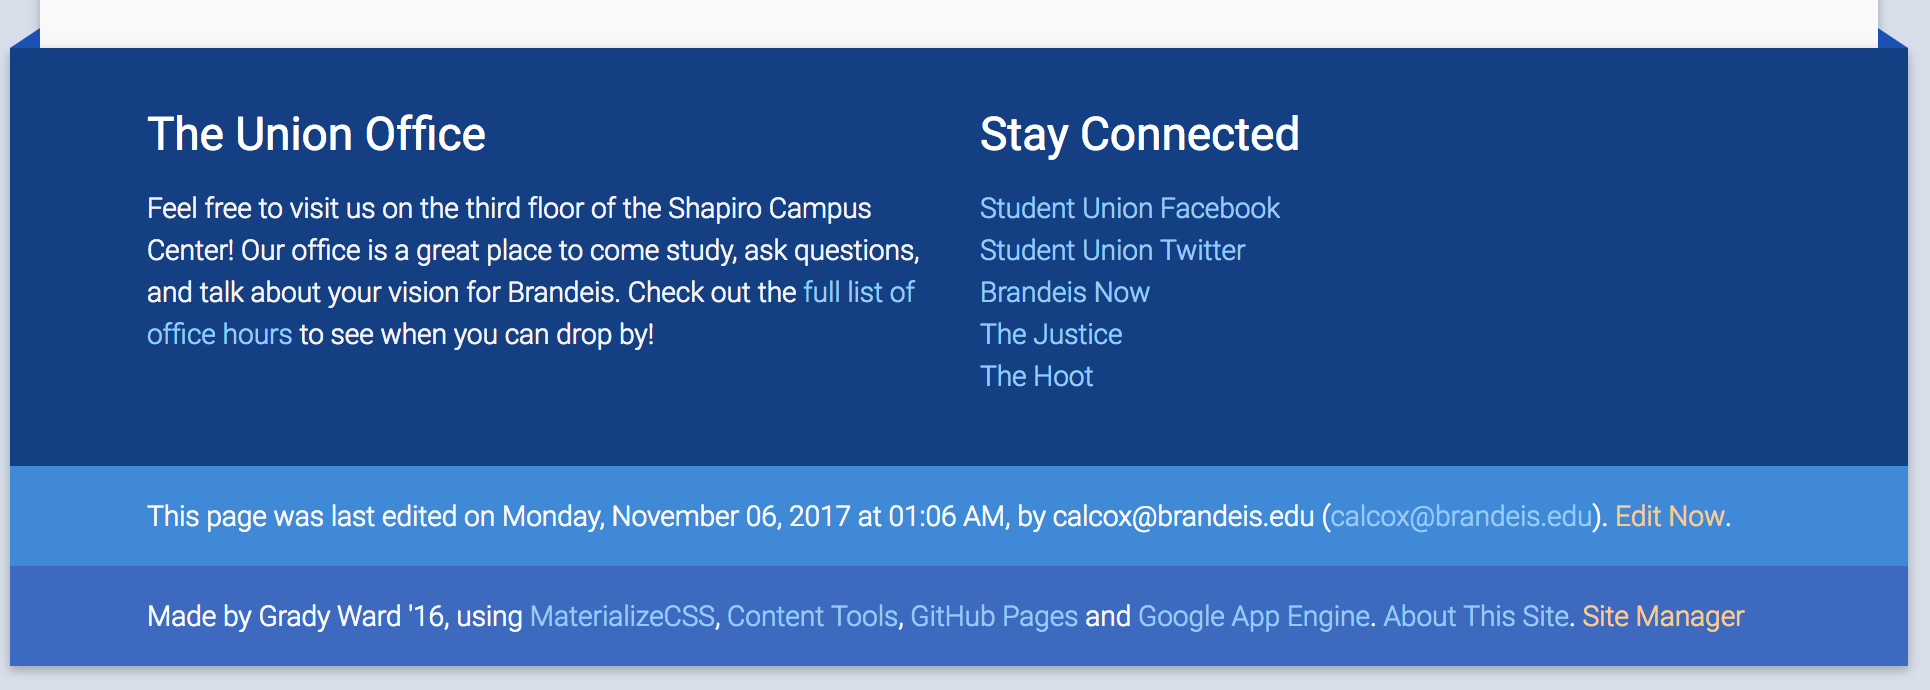 The Union Office
Feel free to visit us on the third floor of the Shapiro Campus
Center! Our office is a great place to come study, ask questions,
and talk about your vision for Brandeis. Check out the full list of
office hours to see when you can drop by!
Stay Connected
Student Union Facebook
Student Union Twitter
Brandeis Now
The Justice
The Hoot
This page was last edited on Monday, November 06, 2017 at 01:06 AM, by calcox@brandeis.edu (calcox@brandeis.edu). Edit Now.
Made by Grady Ward '16, using MaterializeCSS, Content Tools, GitHub Pages and Google App Engine. About This Site. Site Manager